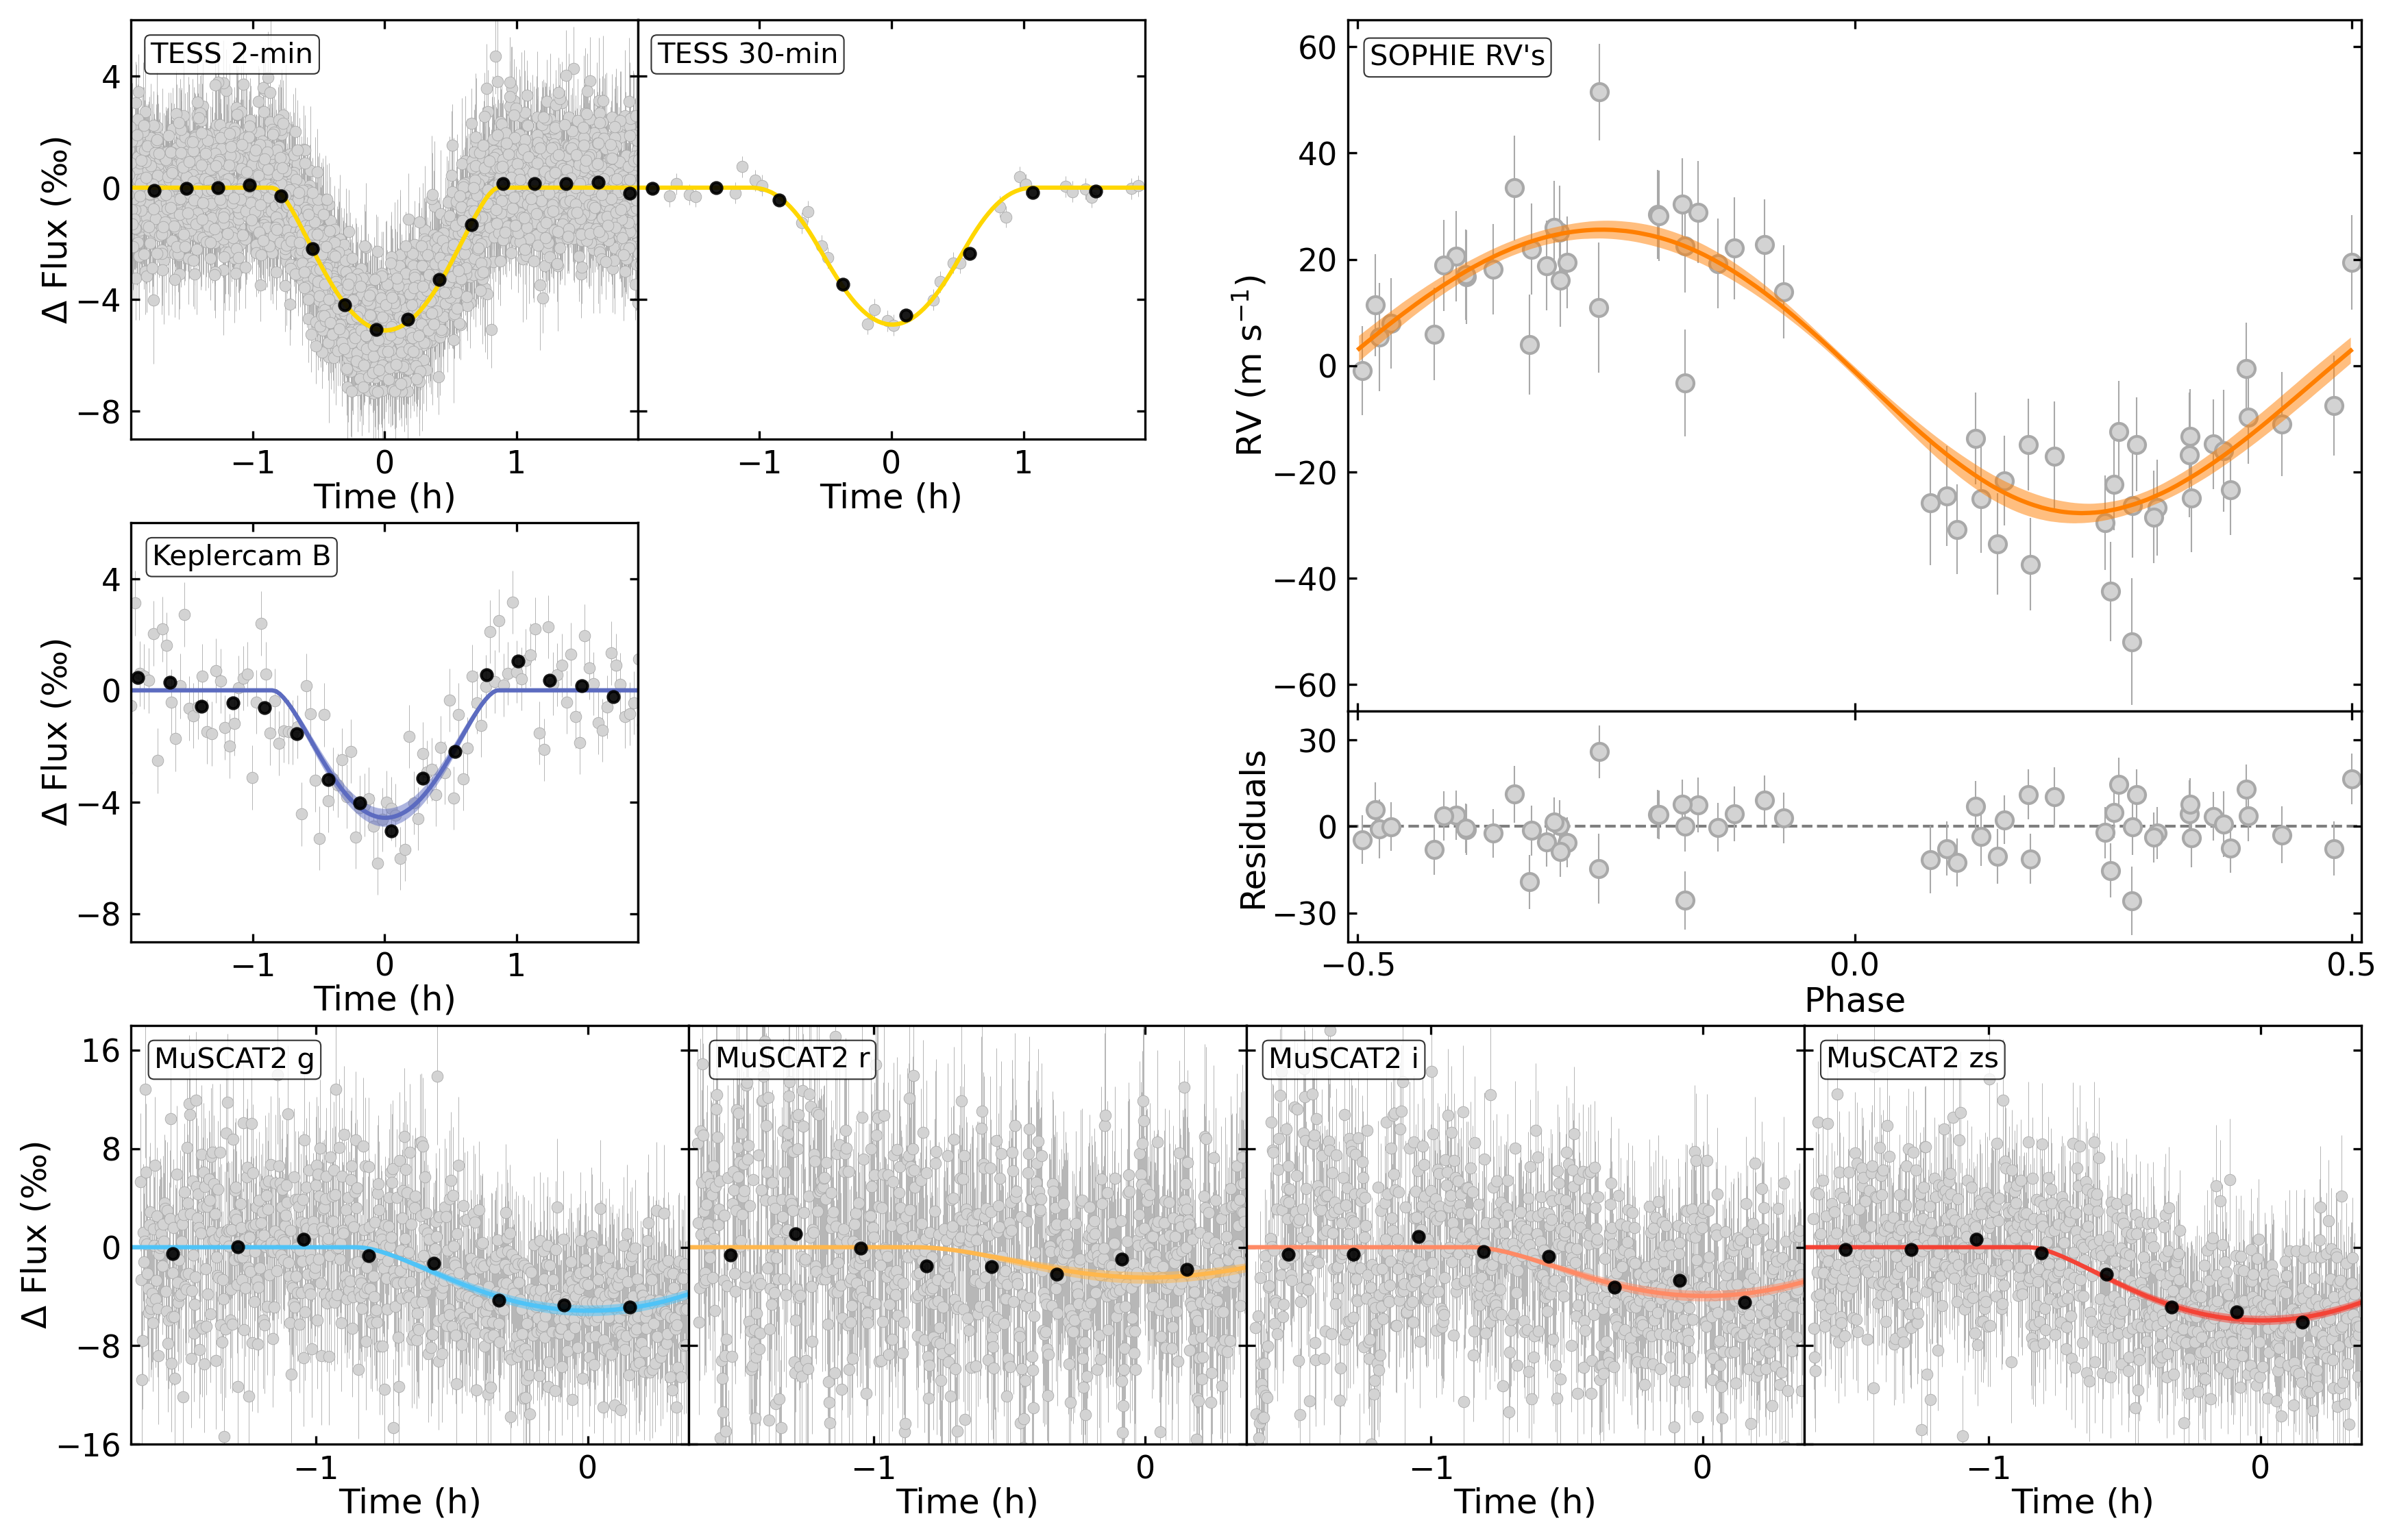 TESS 2-min
TESS 30-min
4
0
−4
−8
Δ Flux (‰)
−1 0 1
Time (h)
−1 0 1
Time (h)
SOPHIE RV's
60
40
20
0
−20
−40
−60
RV (m s⁻¹)
30
0
−30
Residuals
−0.5 0.0 0.5
Phase
Keplercam B
4
0
−4
−8
Δ Flux (‰)
−1 0 1
Time (h)
MuSCAT2 g
MuSCAT2 r
MuSCAT2 i
MuSCAT2 zs
16
8
0
−8
−16
Δ Flux (‰)
−1 0
Time (h)
−1 0
Time (h)
−1 0
Time (h)
−1 0
Time (h)